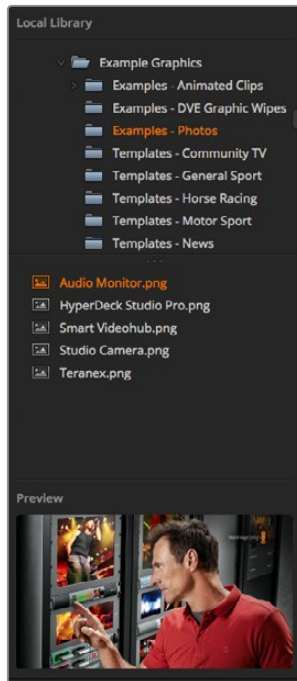 Local Library
Example Graphics
Examples - Animated Clips
Examples - DVE Graphic Wipes
Examples - Photos
Templates - Community TV
Templates - General Sport
Templates - Horse Racing
Templates - Motor Sport
Templates - News
Audio Monitor.png
HyperDeck Studio Pro.png
Smart Videohub.png
Studio Camera.png
Teranex.png
Preview
Blackmagicdesign